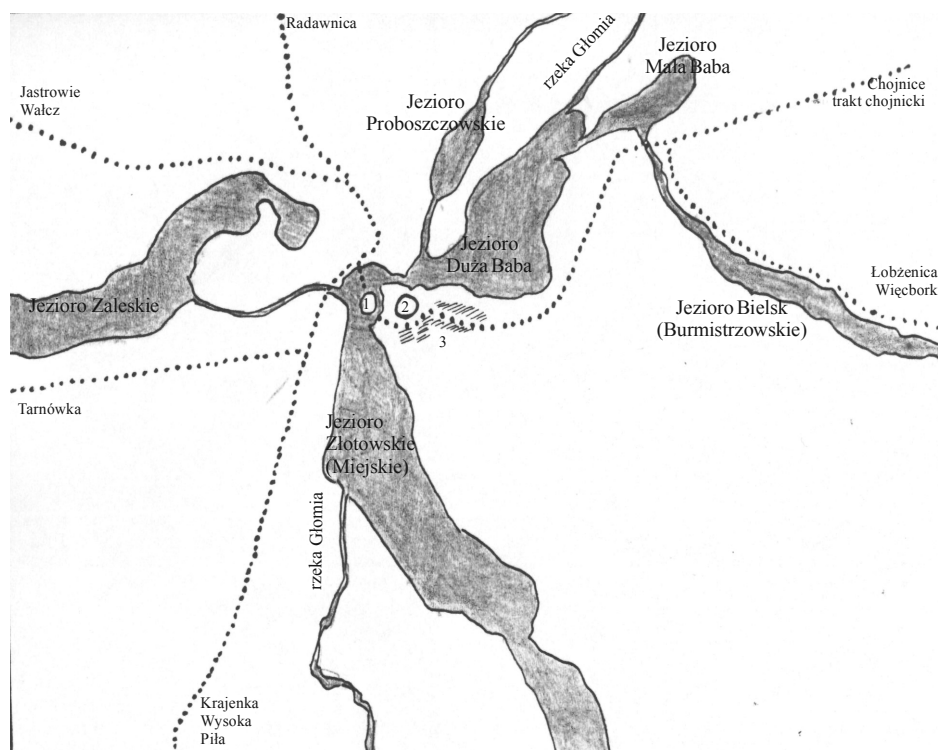 Radawnica
rzeka Głomia
Jezioro
Mała Baba
Jastrowie
Wałcz
Chojnice
trakt chojnicki
Jezioro
Proboszczowskie
Jezioro
Duża Baba
Łobżenica
Więcbork
Jezioro Zaleskie
1
2
Jezioro Bielsk
(Burmistrzowskie)
3
Tarnówka
Jezioro
Złotowskie
(Miejskie)
rzeka Głomia
Krajenka
Wysoka
Piła